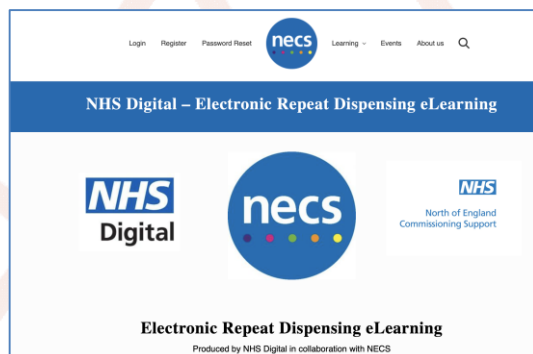 Login Register Password Reset necs Learning Events About us
NHS Digital – Electronic Repeat Dispensing eLearning
NHS
Digital
necs
NHS
North of England
Commissioning Support
Electronic Repeat Dispensing eLearning
Produced by NHS Digital in collaboration with NECS